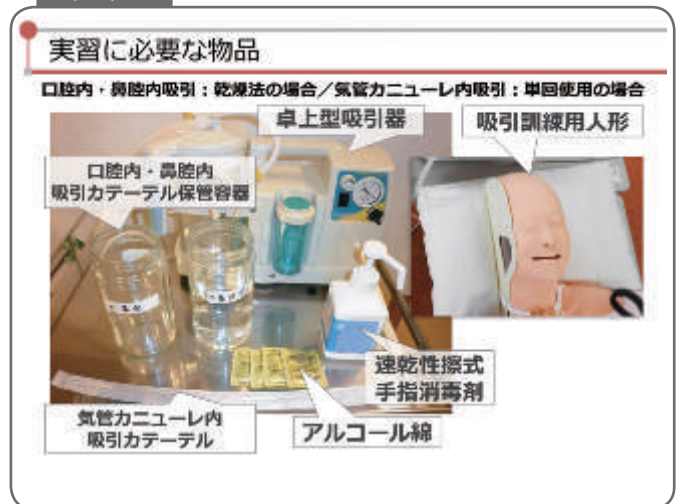 実習に必要な物品
口腔内・鼻腔内吸引：乾燥法の場合／気管カニューレ内吸引：単回使用の場合
卓上型吸引器
吸引訓練用人形
口腔内・鼻腔内
吸引カテーテル保管容器
速乾性擦式
手指消毒剤
気管カニューレ内
吸引カテーテル
アルコール綿